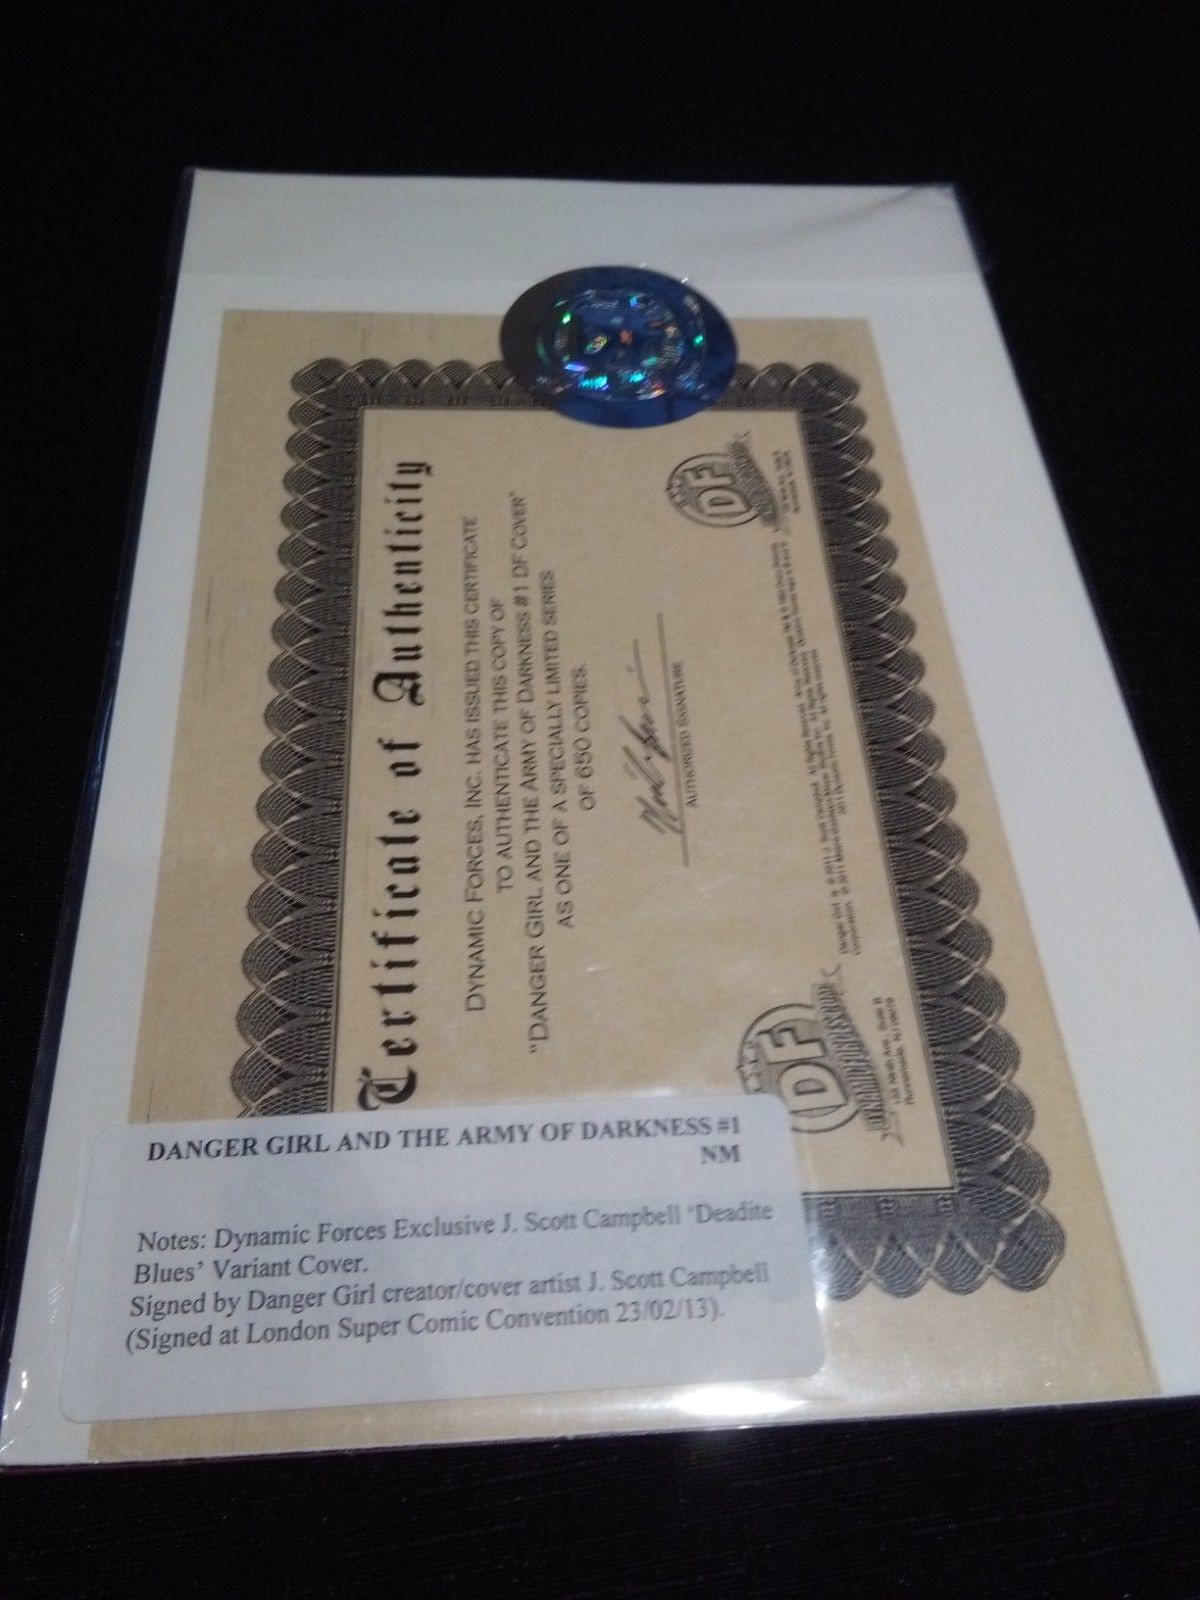 Certificate of Authenticity
DYNAMIC FORCES, INC. HAS ISSUED THIS CERTIFICATE
TO AUTHENTICATE THIS COPY OF
"DANGER GIRL AND THE ARMY OF DARKNESS #1 DF COVER"
AS ONE OF A SPECIALLY LIMITED SERIES
OF 650 COPIES.
AUTHORIZED SIGNATURE
DF
DYNAMIC FORCES
DF
DANGER GIRL AND THE ARMY OF DARKNESS #1
NM
Notes: Dynamic Forces Exclusive J. Scott Campbell 'Deadite
Blues' Variant Cover.
Signed by Danger Girl creator/cover artist J. Scott Campbell
(Signed at London Super Comic Convention 23/02/13).